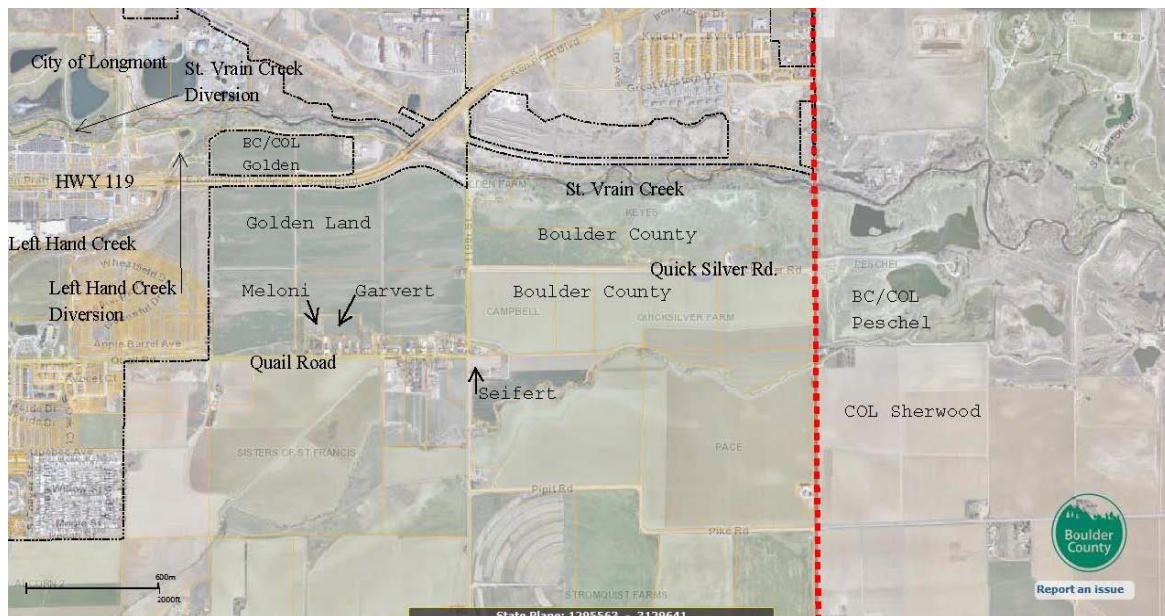 City of Longmont
St. Vrain Creek
Diversion
BC/COL
Golden
HWY 119
Left Hand Creek
Left Hand Creek
Diversion
Golden Land
St. Vrain Creek
KEYES
Boulder County
Quick Silver Rd.
Boulder County
Meloni
Garvert
CAMPBELL
QUICKSILVER FARM
PESCHEL
BC/COL
Peschel
Quail Road
Seifert
COL Sherwood
SISTERS OF ST FRANCIS
PACE
Pipit Rd
Pike Rd
STROMQUIST FARMS
600m
2000ft
Boulder
County
Report an issue
State Plane: 1295563 - 3129641